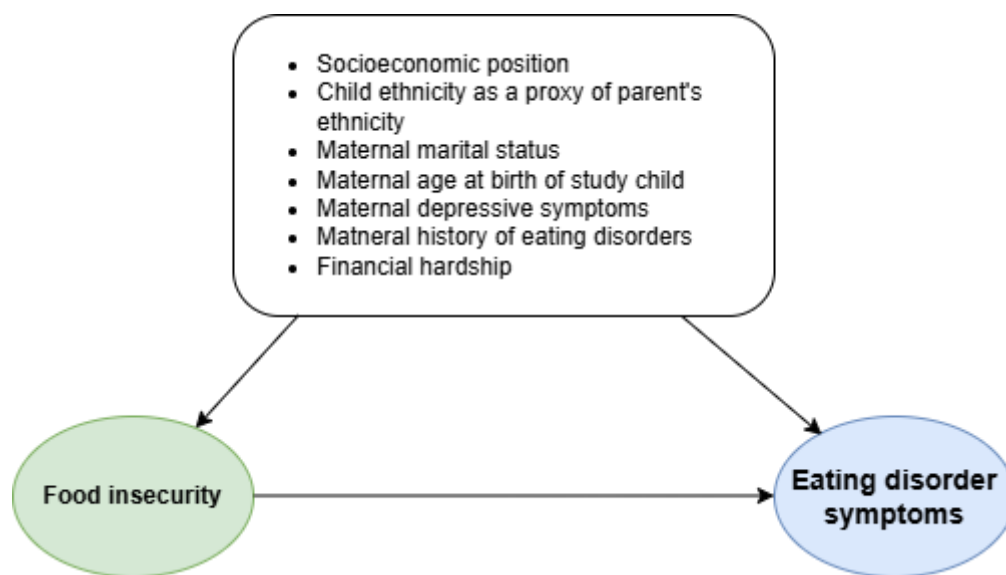 • Socioeconomic position
• Child ethnicity as a proxy of parent's
ethnicity
• Maternal marital status
• Maternal age at birth of study child
• Maternal depressive symptoms
• Matneral history of eating disorders
• Financial hardship
Food insecurity
Eating disorder
symptoms